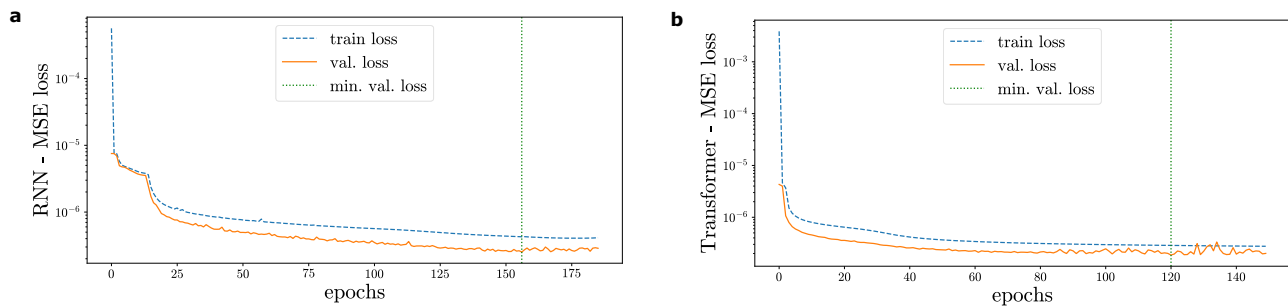 a
RNN - MSE loss
10⁻⁴
10⁻⁵
10⁻⁶
train loss
val. loss
min. val. loss
0 25 50 75 100 125 150 175
epochs
b
Transformer - MSE loss
10⁻³
10⁻⁴
10⁻⁵
10⁻⁶
train loss
val. loss
min. val. loss
0 20 40 60 80 100 120 140
epochs